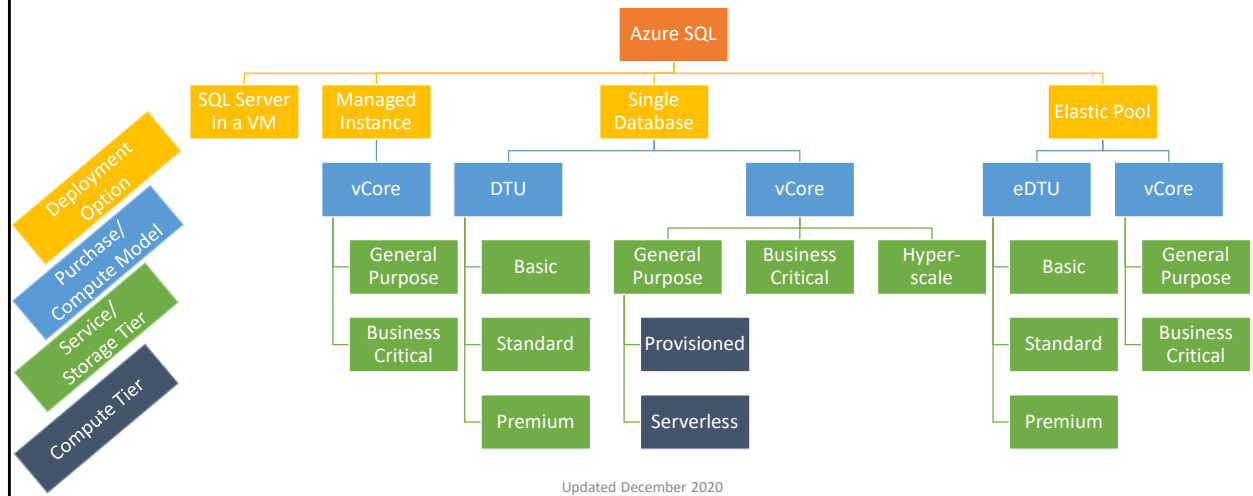 Azure SQL
SQL Server
in a VM
Managed
Instance
Single
Database
Elastic Pool
Deployment
Option
Purchase/
Compute Model
Service/
Storage Tier
Compute Tier
vCore
DTU
vCore
eDTU
vCore
General
Purpose
Basic
General
Purpose
Business
Critical
Hyper-
scale
Basic
General
Purpose
Business
Critical
Standard
Provisioned
Standard
Business
Critical
Premium
Serverless
Premium
Updated December 2020